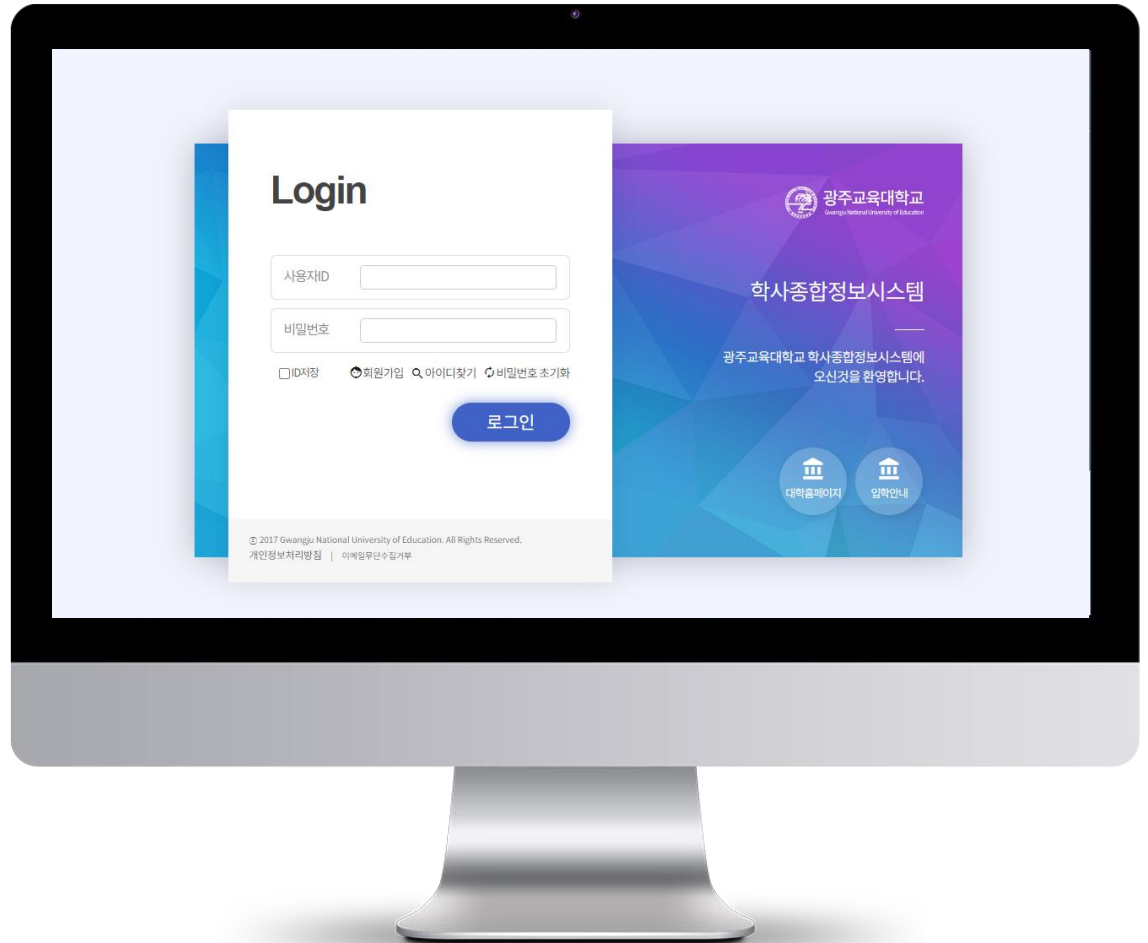 Login
사용자ID
비밀번호
ID저장 회원가입 아이디찾기 비밀번호 초기화
로그인
ⓒ 2017 Gwangju National University of Education. All Rights Reserved.
개인정보처리방침 | 이메일무단수집거부
광주교육대학교
Gwangju National University of Education
학사종합정보시스템
광주교육대학교 학사종합정보시스템에
오신것을 환영합니다.
대학홈페이지 입학안내